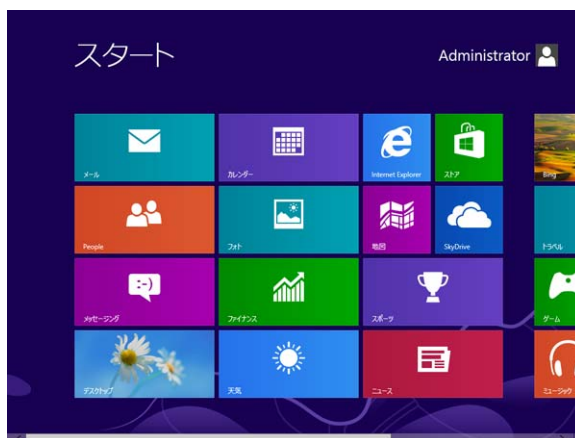 スタート
Administrator
メール
カレンダー
Internet Explorer
ストア
Bing
People
フォト
地図
SkyDrive
トラベル
メッセージング
ファイナンス
スポーツ
ゲーム
デスクトップ
天気
ニュース
ミュージック